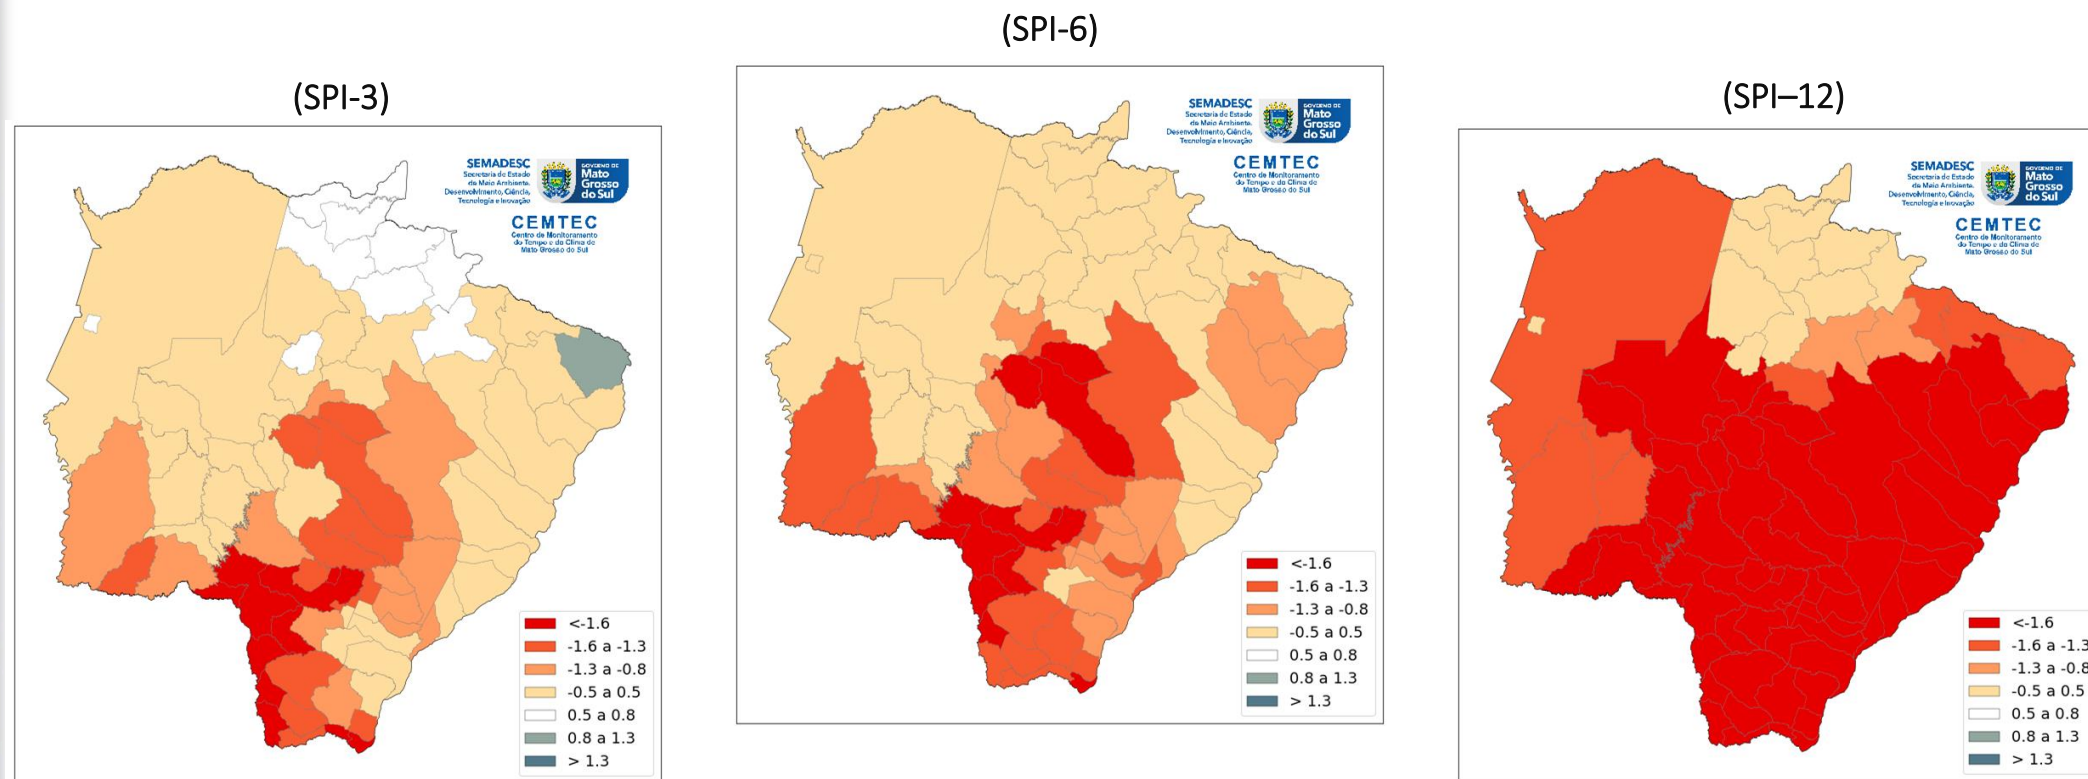 (SPI-3)
SEMADESC
Secretaria de Estado
de Meio Ambiente,
Desenvolvimento, Ciência,
Tecnologia e Inovação
GOVERNO DE
Mato
Grosso
do Sul
CEMTEC
Centro de Monitoramento
do Tempo e do Clima de
Mato Grosso do Sul
<-1.6
-1.6 a -1.3
-1.3 a -0.8
-0.5 a 0.5
0.5 a 0.8
0.8 a 1.3
> 1.3
(SPI-6)
SEMADESC
Secretaria de Estado
de Meio Ambiente,
Desenvolvimento, Ciência,
Tecnologia e Inovação
GOVERNO DE
Mato
Grosso
do Sul
CEMTEC
Centro de Monitoramento
do Tempo e do Clima de
Mato Grosso do Sul
<-1.6
-1.6 a -1.3
-1.3 a -0.8
-0.5 a 0.5
0.5 a 0.8
0.8 a 1.3
> 1.3
(SPI–12)
SEMADESC
Secretaria de Estado
de Meio Ambiente,
Desenvolvimento, Ciência,
Tecnologia e Inovação
GOVERNO DE
Mato
Grosso
do Sul
CEMTEC
Centro de Monitoramento
do Tempo e do Clima de
Mato Grosso do Sul
<-1.6
-1.6 a -1.3
-1.3 a -0.8
-0.5 a 0.5
0.5 a 0.8
0.8 a 1.3
> 1.3